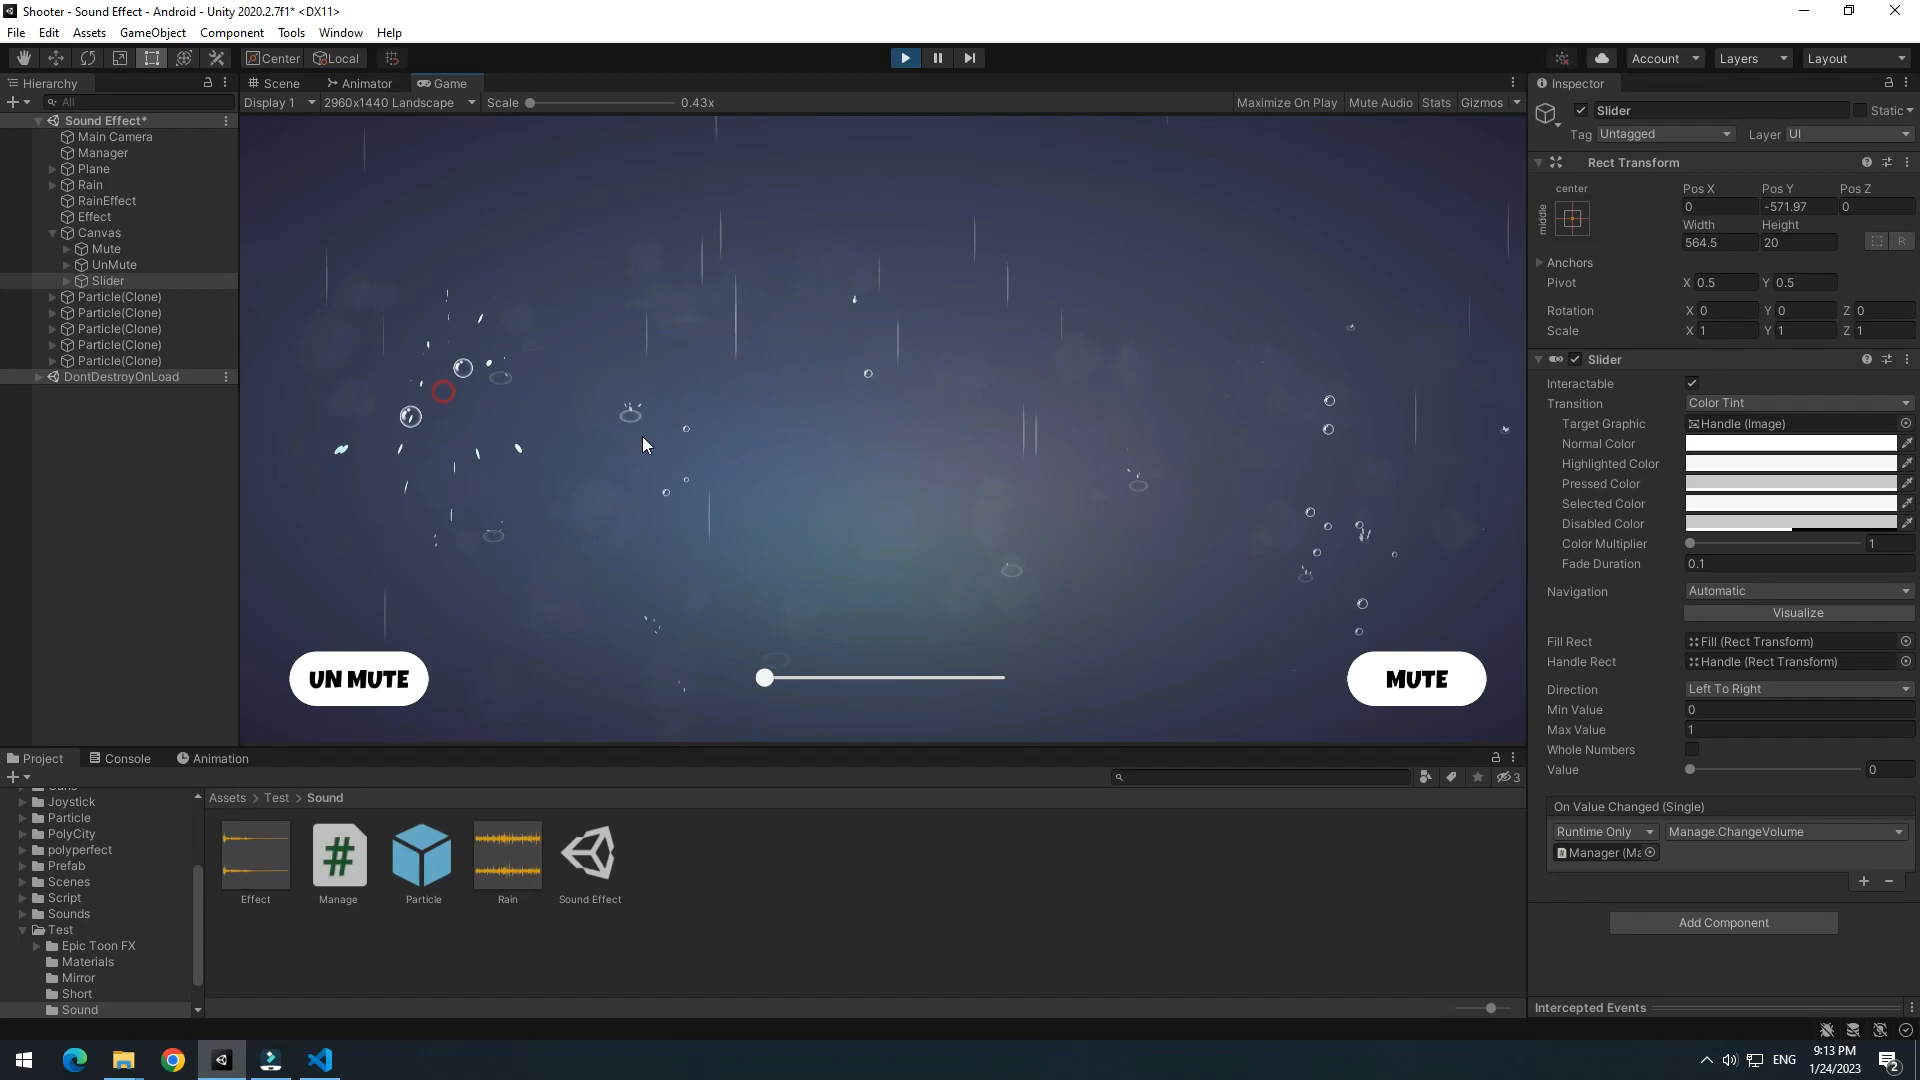 Shooter - Sound Effect - Android - Unity 2020.2.7f1* <DX11>
File Edit Assets GameObject Component Tools Window Help
Center Local Account Layers Layout
Hierarchy
All
Sound Effect*
Main Camera
Manager
Plane
Rain
RainEffect
Effect
Canvas
Mute
UnMute
Slider
Particle(Clone)
Particle(Clone)
Particle(Clone)
Particle(Clone)
Particle(Clone)
DontDestroyOnLoad
Scene Animator Game
Display 1 2960x1440 Landscape Scale 0.43x Maximize On Play Mute Audio Stats Gizmos
UN MUTE
MUTE
Inspector
Slider Static
Tag Untagged Layer UI
Rect Transform
center
middle
Pos X Pos Y Pos Z
0 -571.97 0
Width Height
564.5 20
R
Anchors
Pivot X 0.5 Y 0.5
Rotation X 0 Y 0 Z 0
Scale X 1 Y 1 Z 1
Slider
Interactable
Transition Color Tint
Target Graphic Handle (Image)
Normal Color
Highlighted Color
Pressed Color
Selected Color
Disabled Color
Color Multiplier 1
Fade Duration 0.1
Navigation Automatic
Visualize
Fill Rect Fill (Rect Transform)
Handle Rect Handle (Rect Transform)
Direction Left To Right
Min Value 0
Max Value 1
Whole Numbers
Value 0
On Value Changed (Single)
Runtime Only Manage.ChangeVolume
Manager (Ma
Add Component
Intercepted Events
Project Console Animation
3
Joystick
Particle
PolyCity
polyperfect
Prefab
Scenes
Script
Sounds
Test
Epic Toon FX
Materials
Mirror
Short
Sound
Assets > Test > Sound
Effect Manage Particle Rain Sound Effect
ENG
9:13 PM
1/24/2023
2